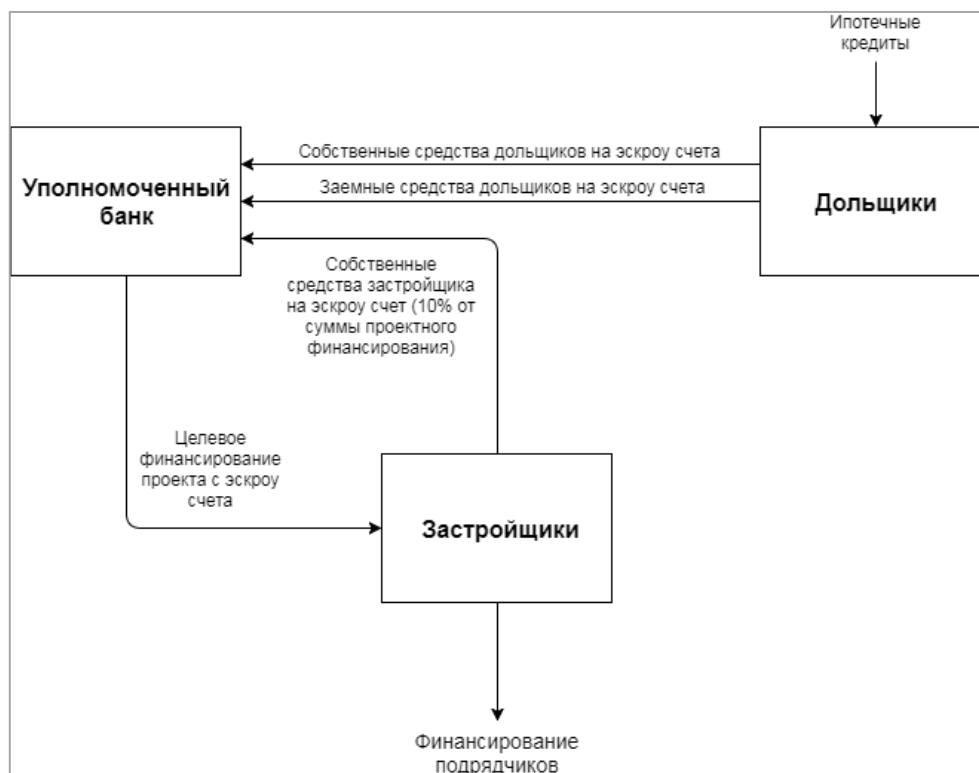 Ипотечные
кредиты
Собственные средства дольщиков на эскроу счета
Заемные средства дольщиков на эскроу счета
Уполномоченный
банк
Дольщики
Собственные
средства застройщика
на эскроу счет (10% от
суммы проектного
финансирования)
Целевое
финансирование
проекта с эскроу
счета
Застройщики
Финансирование
подрядчиков